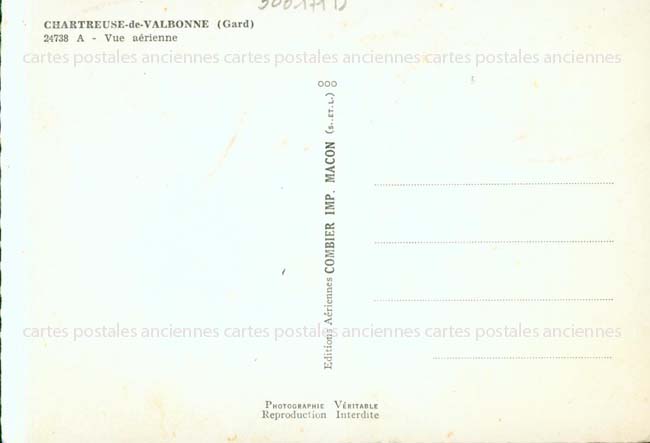 CHARTREUSE-de-VALBONNE (Gard)
24738 A - Vue aérienne
cartes postales anciennes cartes postales anciennes cartes postales anciennes
ooo
Editions Aériennes COMBIER IMP. MACON (S.-ET-L.)
cartes postales anciennes cartes postales anciennes cartes postales anciennes
PHOTOGRAPHIE VÉRITABLE
Reproduction Interdite